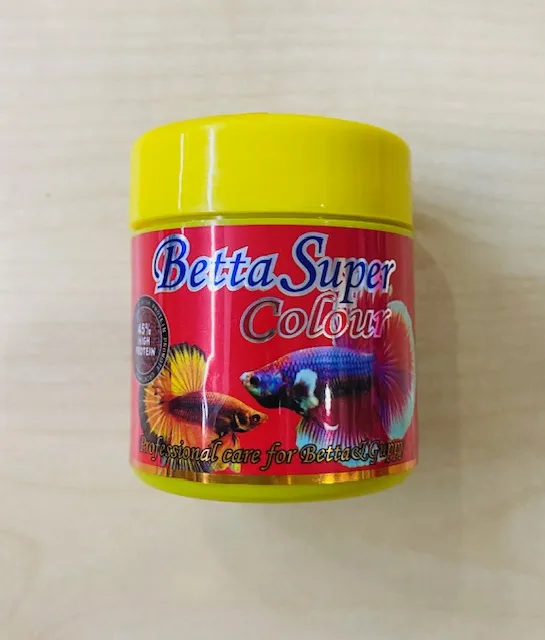 Betta Super
Colour
45%
HIGH
PROTEIN
Professional care for Betta & Guppy